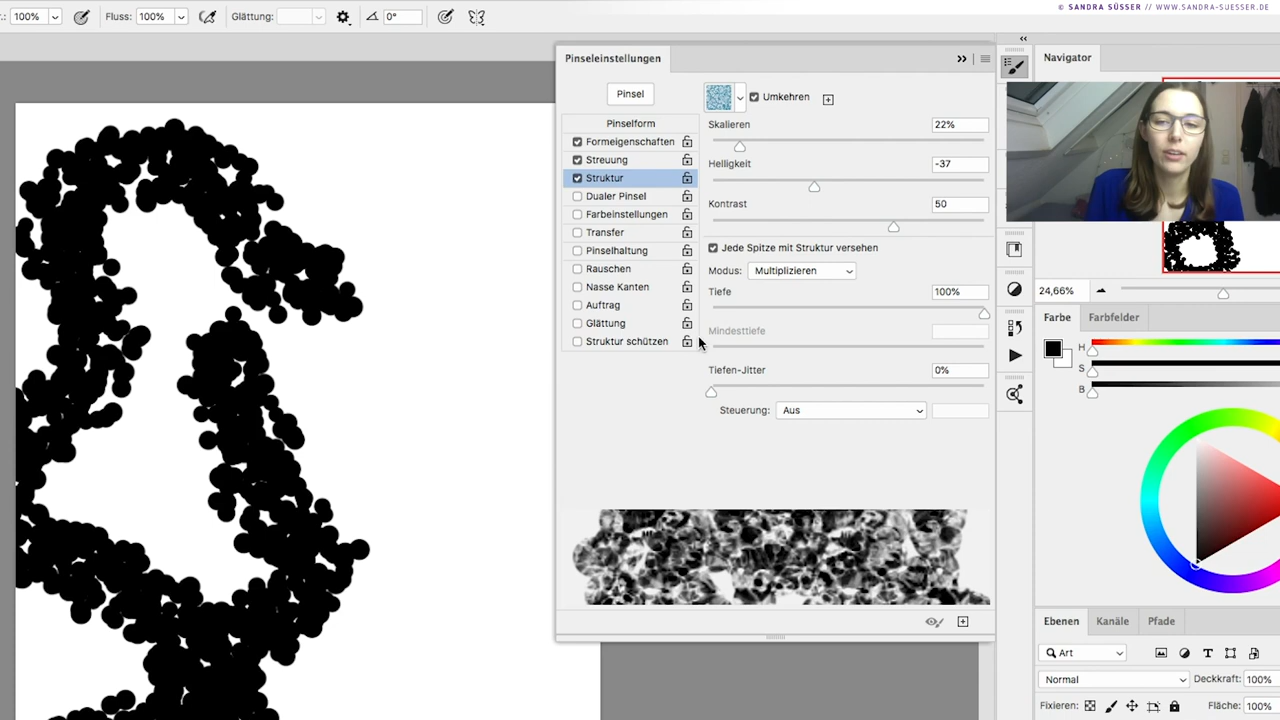 © SANDRA SÜSSER // WWW.SANDRA-SUESSER.DE
100% Fluss: 100% Glättung: 0°
Pinseleinstellungen
Pinsel
Umkehren
Pinselform
Formeigenschaften
Streuung
Struktur
Dualer Pinsel
Farbeinstellungen
Transfer
Pinselhaltung
Rauschen
Nasse Kanten
Auftrag
Glättung
Struktur schützen
Skalieren 22%
Helligkeit -37
Kontrast 50
Jede Spitze mit Struktur versehen
Modus: Multiplizieren
Tiefe 100%
Mindesttiefe
Tiefen-Jitter 0%
Steuerung: Aus
Navigator
24,66%
Farbe Farbfelder
H
S
B
Ebenen Kanäle Pfade
Art
Normal Deckkraft: 100%
Fixieren: Fläche: 100%